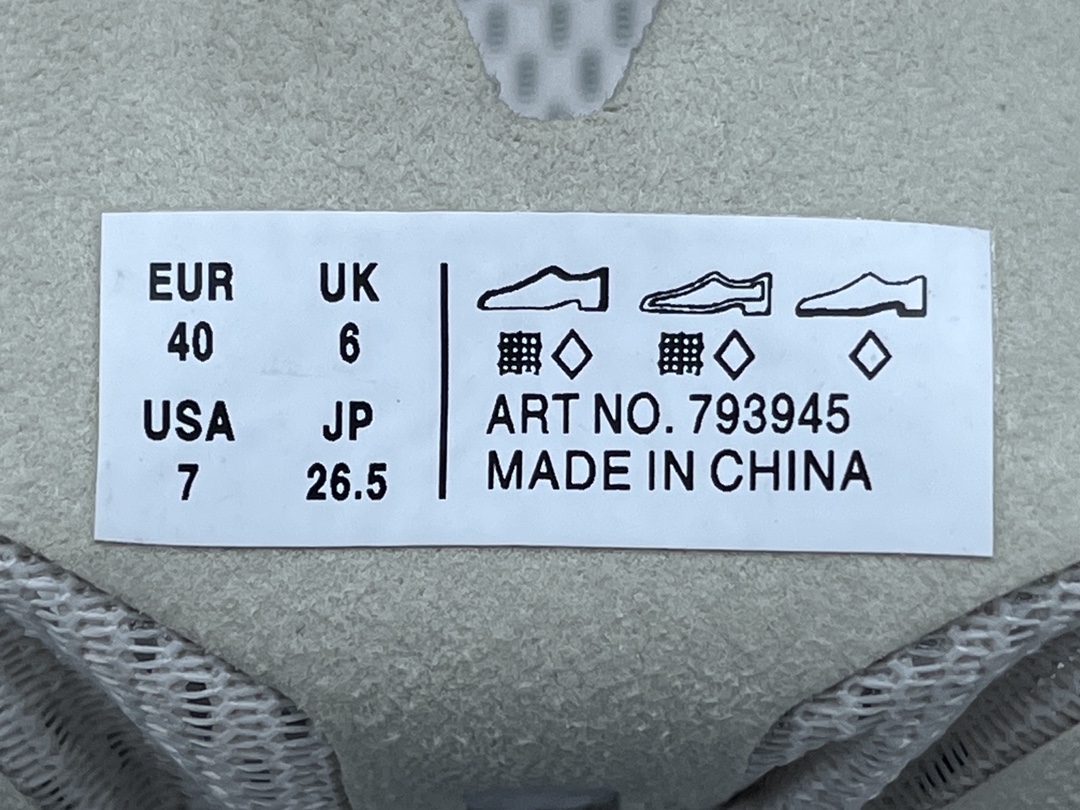 EUR UK
40 6
USA JP
7 26.5
ART NO. 793945
MADE IN CHINA